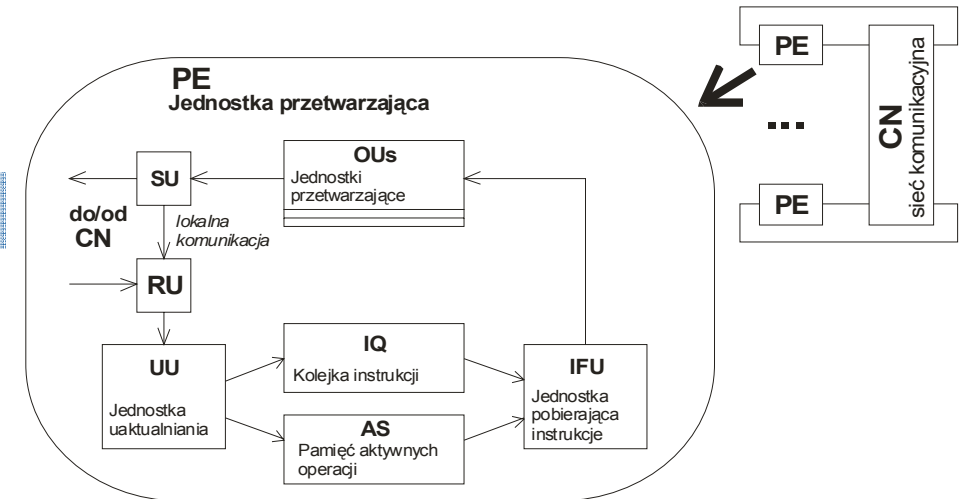 PE
Jednostka przetwarzająca
SU
OUs
Jednostki
przetwarzające
do/od
CN
lokalna
komunikacja
RU
UU
Jednostka
uaktualniania
IQ
Kolejka instrukcji
AS
Pamięć aktywnych
operacji
IFU
Jednostka
pobierająca
instrukcje
PE
...
PE
CN
sieć komunikacyjna